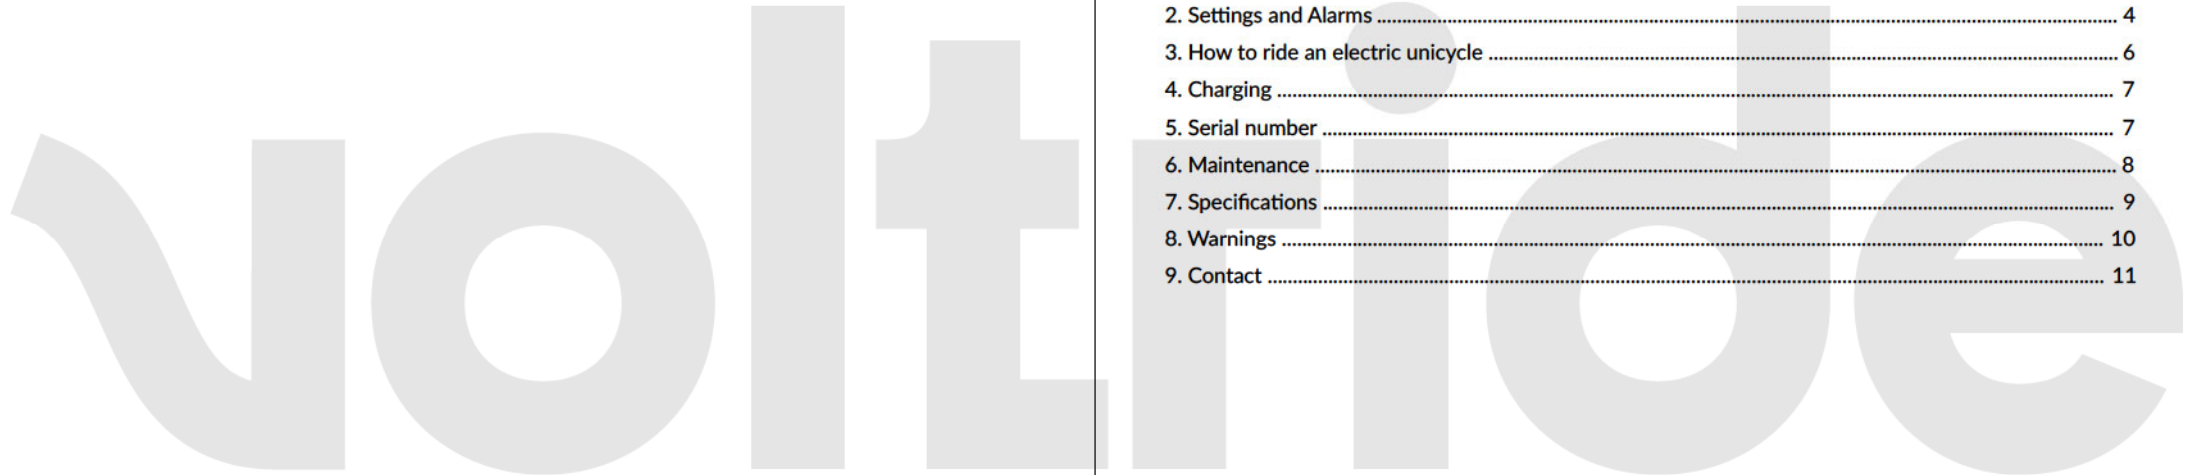 voltride
2. Settings and Alarms ........................................ 4
3. How to ride an electric unicycle ........................................ 6
4. Charging ........................................ 7
5. Serial number ........................................ 7
6. Maintenance ........................................ 8
7. Specifications ........................................ 9
8. Warnings ........................................ 10
9. Contact ........................................ 11